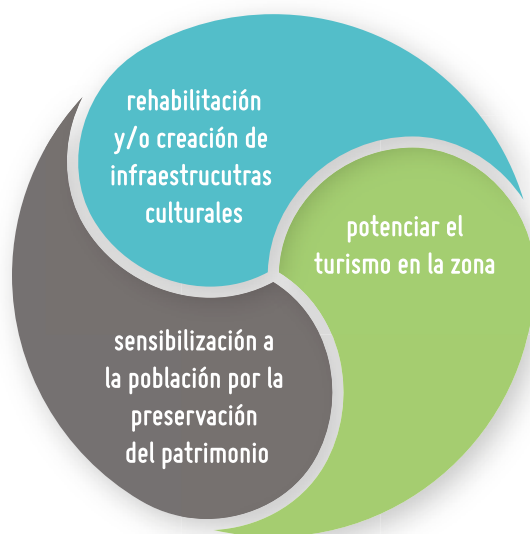 rehabilitación
y/o creación de
infraestrucutras
culturales
potenciar el
turismo en la zona
sensibilización a
la población por la
preservación
del patrimonio